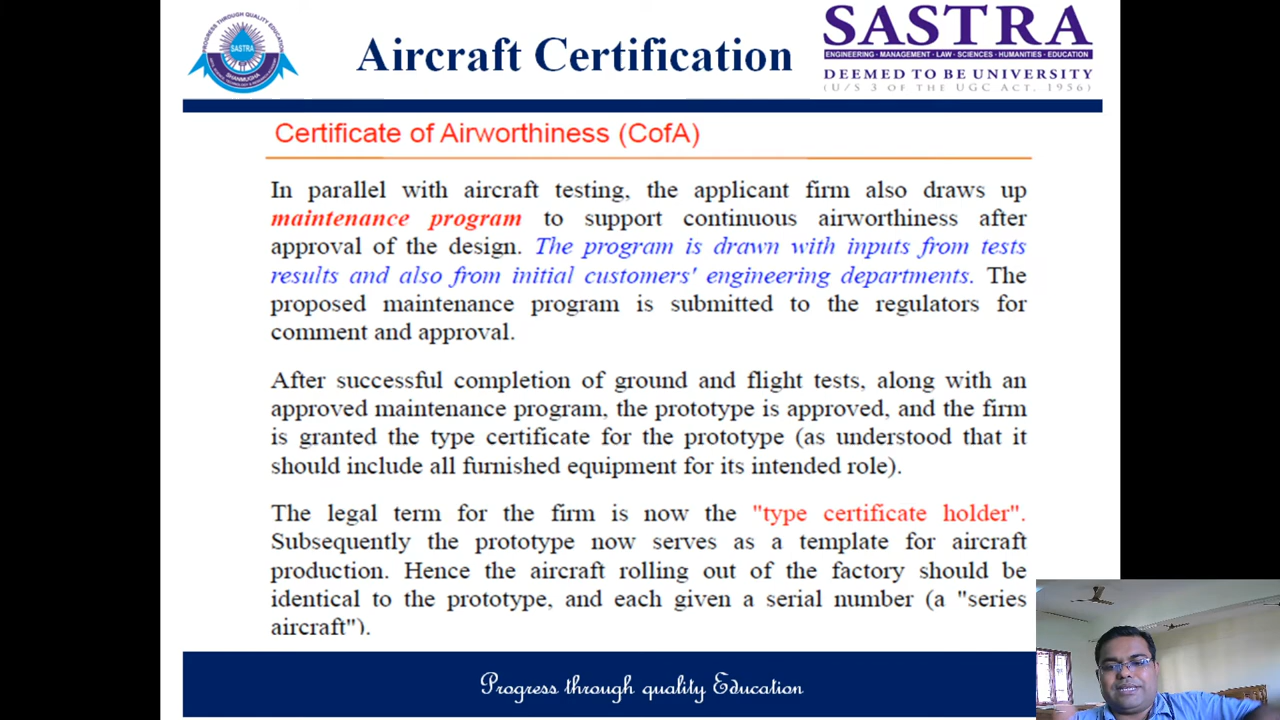 PROGRESS THROUGH QUALITY EDUCATION
SASTRA
SHANMUGHA
Aircraft Certification
SASTRA
ENGINEERING · MANAGEMENT · LAW · SCIENCES · HUMANITIES · EDUCATION
DEEMED TO BE UNIVERSITY
(U/S 3 OF THE UGC ACT, 1956)
Certificate of Airworthiness (CofA)
In parallel with aircraft testing, the applicant firm also draws up
maintenance program to support continuous airworthiness after
approval of the design. The program is drawn with inputs from tests
results and also from initial customers' engineering departments. The
proposed maintenance program is submitted to the regulators for
comment and approval.
After successful completion of ground and flight tests, along with an
approved maintenance program, the prototype is approved, and the firm
is granted the type certificate for the prototype (as understood that it
should include all furnished equipment for its intended role).
The legal term for the firm is now the "type certificate holder".
Subsequently the prototype now serves as a template for aircraft
production. Hence the aircraft rolling out of the factory should be
identical to the prototype, and each given a serial number (a "series
aircraft").
Progress through quality Education